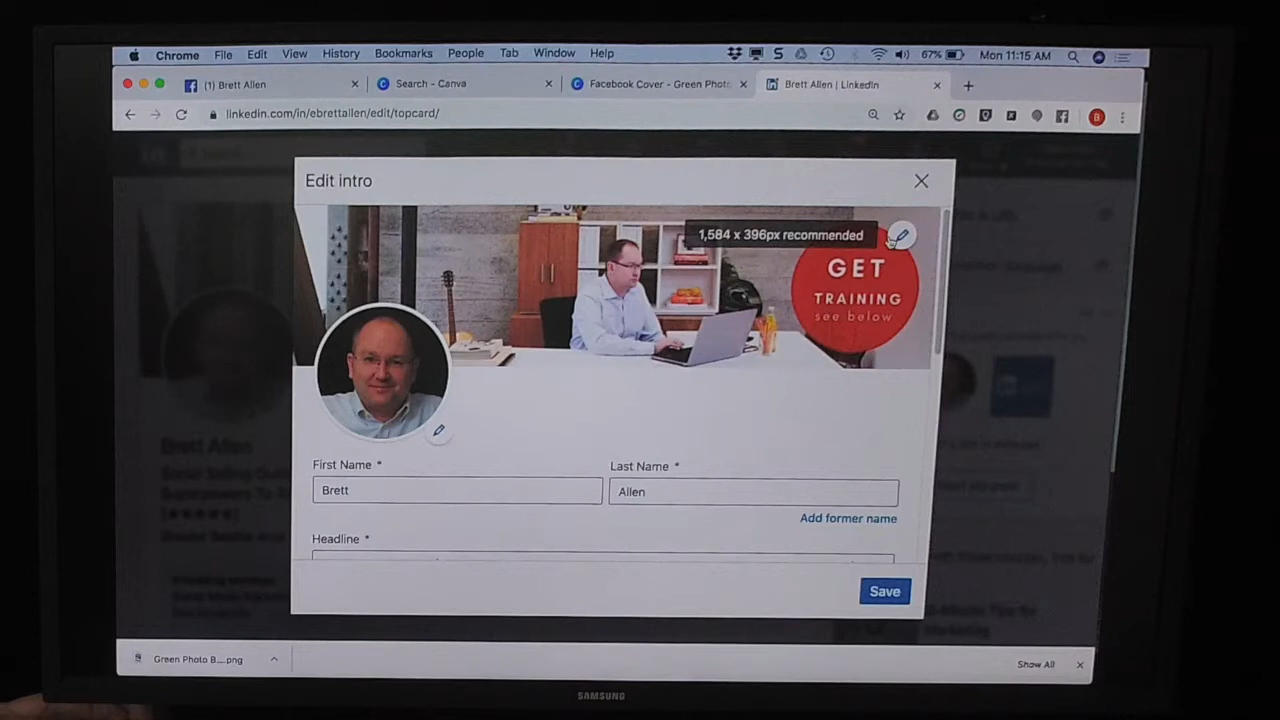 Chrome File Edit View History Bookmarks People Tab Window Help 67% Mon 11:15 AM
(1) Brett Allen Search - Canva Facebook Cover - Green Photo Brett Allen | LinkedIn
linkedin.com/in/ebrettallen/edit/topcard/
Edit intro
1,584 x 396px recommended
GET
TRAINING
see below
First Name *
Last Name *
Brett
Allen
Add former name
Headline *
Save
Brett Allen
Green Photo B....png
Show All
SAMSUNG